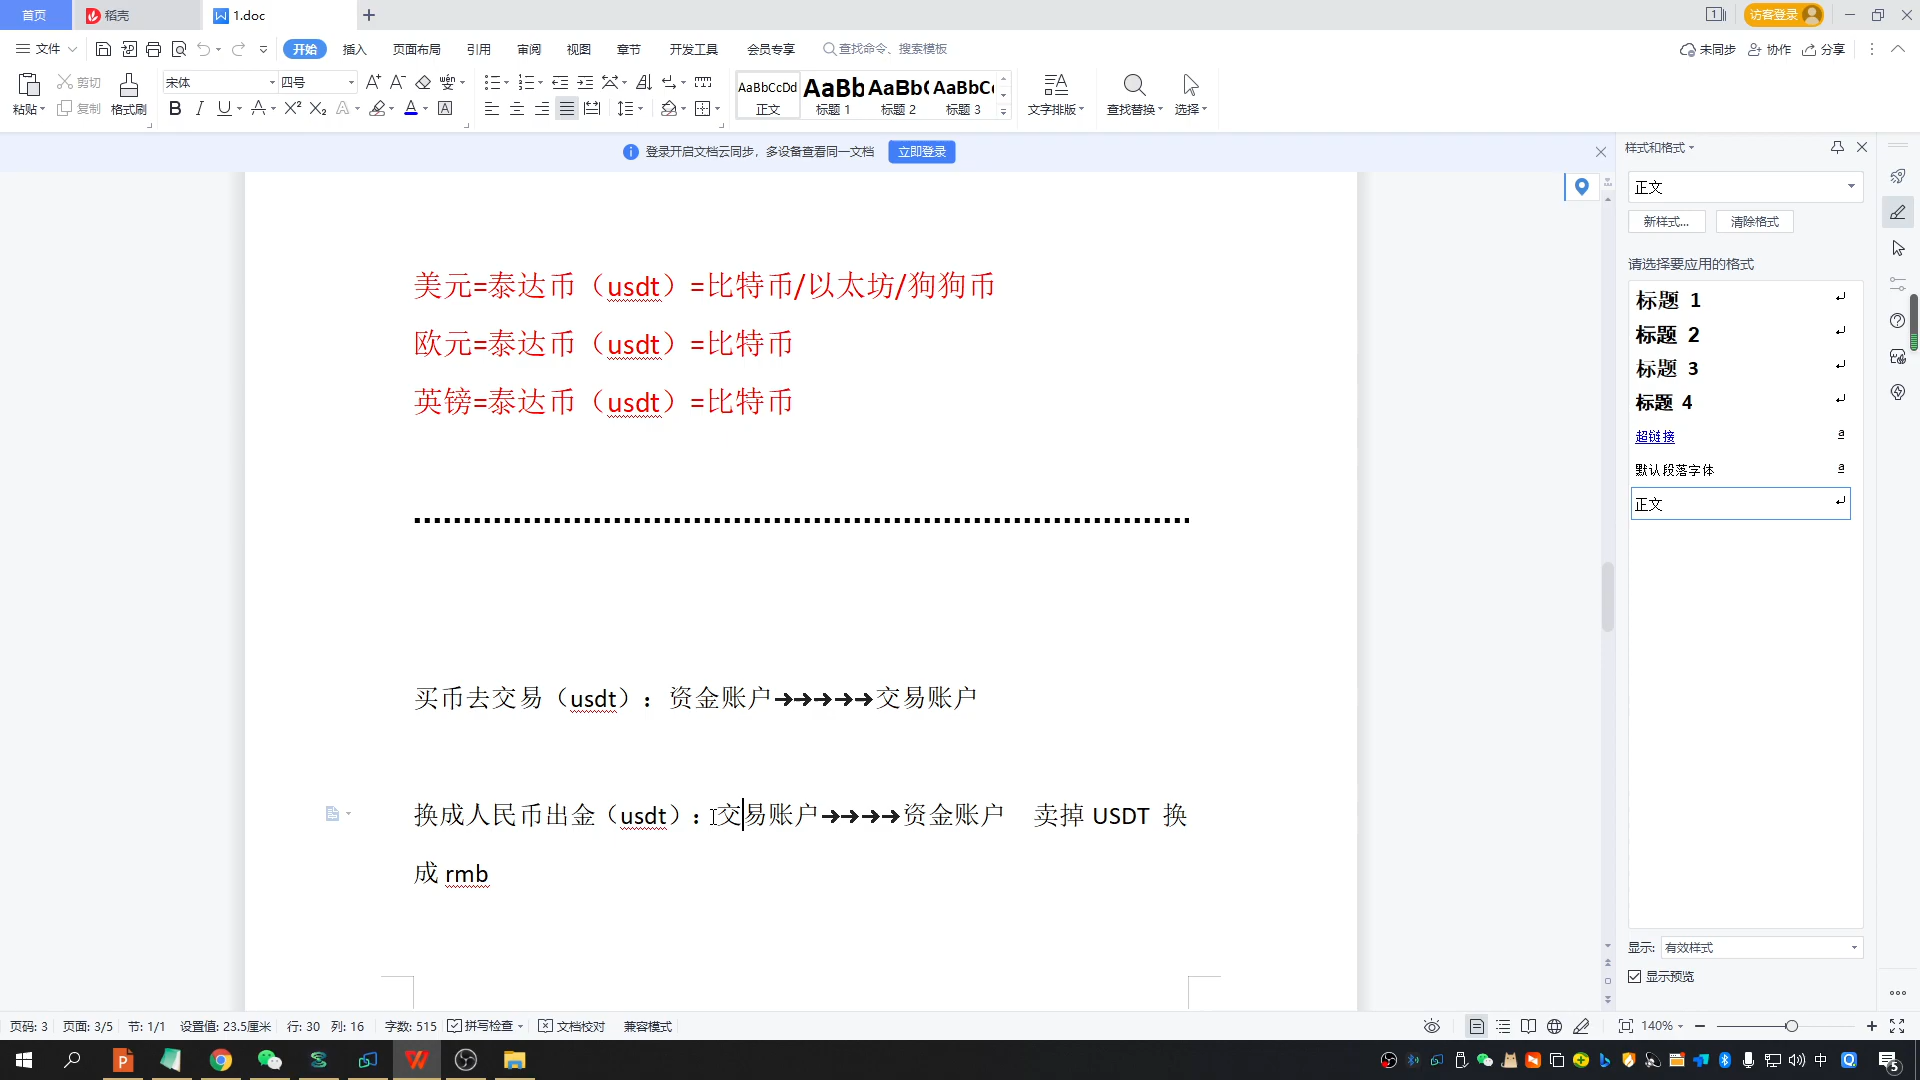 首页
稻壳
1.doc
访客登录
文件
开始
插入
页面布局
引用
审阅
视图
章节
开发工具
会员专享
查找命令、搜索模板
未同步
协作
分享
粘贴
剪切
复制
格式刷
宋体
四号
AaBbCcDd
正文
AaBb
标题 1
AaBb(
标题 2
AaBbC
标题 3
文字排版
查找替换
选择
登录开启文档云同步，多设备查看同一文档
立即登录
美元=泰达币（usdt）=比特币/以太坊/狗狗币
欧元=泰达币（usdt）=比特币
英镑=泰达币（usdt）=比特币
买币去交易（usdt）：资金账户→→→→→交易账户
换成人民币出金（usdt）：交易账户→→→→资金账户 卖掉 USDT 换
成 rmb
样式和格式
正文
新样式...
清除格式
请选择要应用的格式
标题 1
标题 2
标题 3
标题 4
超链接
默认段落字体
正文
显示:
有效样式
显示预览
页码: 3
页面: 3/5
节: 1/1
设置值: 23.5厘米
行: 30
列: 16
字数: 515
拼写检查
文档校对
兼容模式
140%
中
5